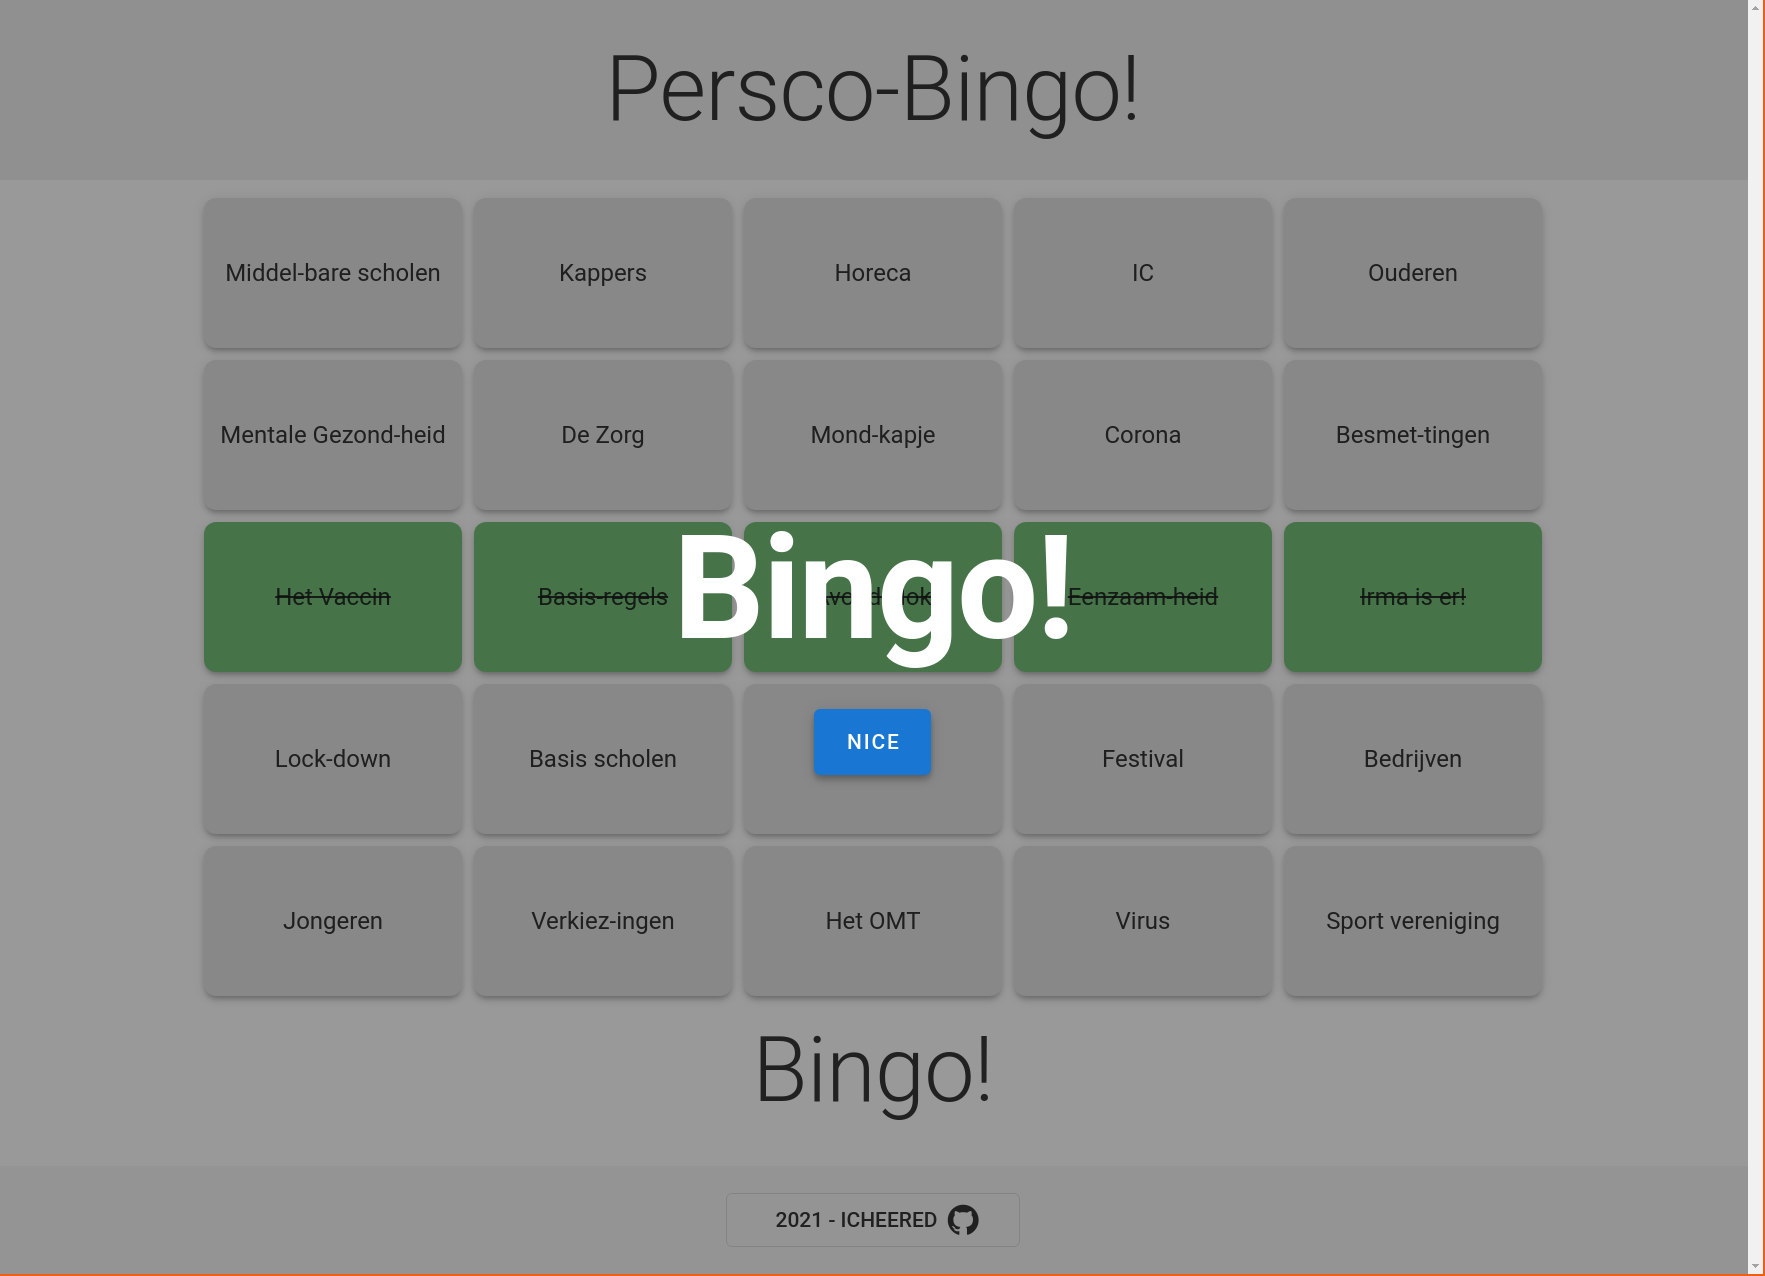 Persco-Bingo!
Middel-bare scholen
Kappers
Horeca
IC
Ouderen
Mentale Gezond-heid
De Zorg
Mond-kapje
Corona
Besmet-tingen
Het Vaccin
Basis-regels
Eenzaam-heid
Irma is er!
Bingo!
Lock-down
Basis scholen
NICE
Festival
Bedrijven
Jongeren
Verkiez-ingen
Het OMT
Virus
Sport vereniging
Bingo!
2021 - ICHEERED